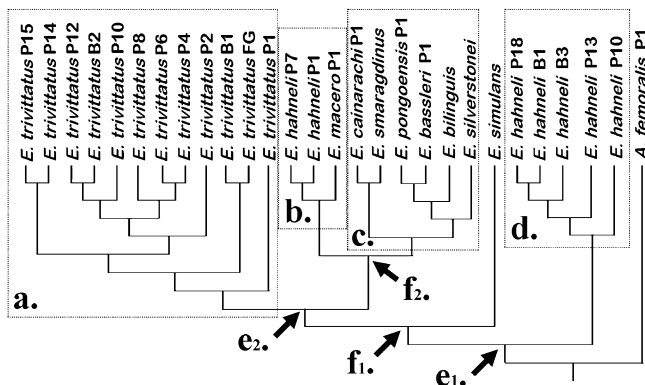 E. trivittatus P15
E. trivittatus P14
E. trivittatus P12
E. trivittatus B2
E. trivittatus P10
E. trivittatus P8
E. trivittatus P6
E. trivittatus P4
E. trivittatus P2
E. trivittatus B1
E. trivittatus FG
E. trivittatus P1
E. hahneli P7
E. hahneli P1
E. macero P1
E. cainarachi P1
E. smaragdinus
E. pongoensis P1
E. bassleri P1
E. bilinguis
E. silverstonei
E. simulans
E. hahneli P18
E. hahneli B1
E. hahneli B3
E. hahneli P13
E. hahneli P10
A. femoralis P1
a.
b.
c.
d.
e2.
f2.
f1.
e1.